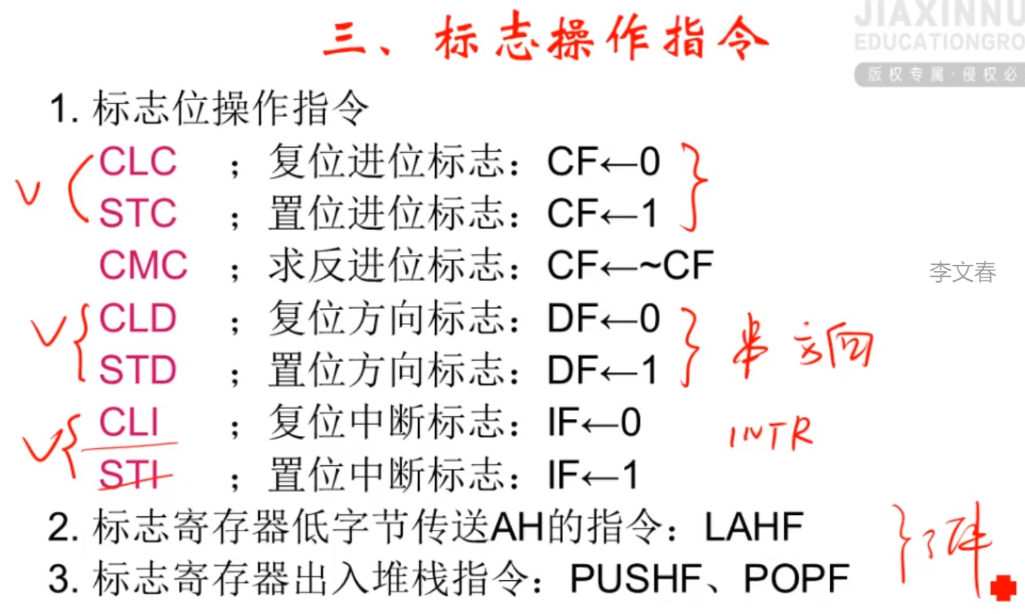 JIAXINNU
EDUCATIONGRO
版权专属·侵权必
三、标志操作指令
1. 标志位操作指令
CLC ；复位进位标志：CF←0
STC ；置位进位标志：CF←1
CMC ；求反进位标志：CF←~CF
李文春
CLD ；复位方向标志：DF←0
STD ；置位方向标志：DF←1
串方向
CLI ；复位中断标志：IF←0
INTR
STI ；置位中断标志：IF←1
2. 标志寄存器低字节传送AH的指令：LAHF
3. 标志寄存器出入堆栈指令：PUSHF、POPF
了解